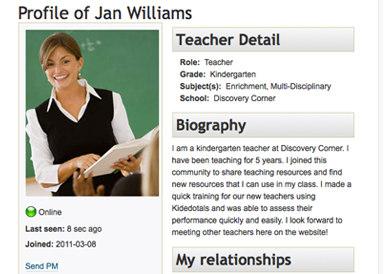 Profile of Jan Williams
Teacher Detail
Role: Teacher
Grade: Kindergarten
Subject(s): Enrichment, Multi-Disciplinary
School: Discovery Corner
Biography
I am a kindergarten teacher at Discovery Corner. I
have been teaching for 5 years. I joined this
community to share teaching resources and find
new resources that I can use in my class. I made a
quick training for our new teachers using
Kidedotals and was able to assess their
performance quickly and easily. I look forward to
meeting other teachers here on the website!
My relationships
Online
Last seen: 8 sec ago
Joined: 2011-03-08
Send PM